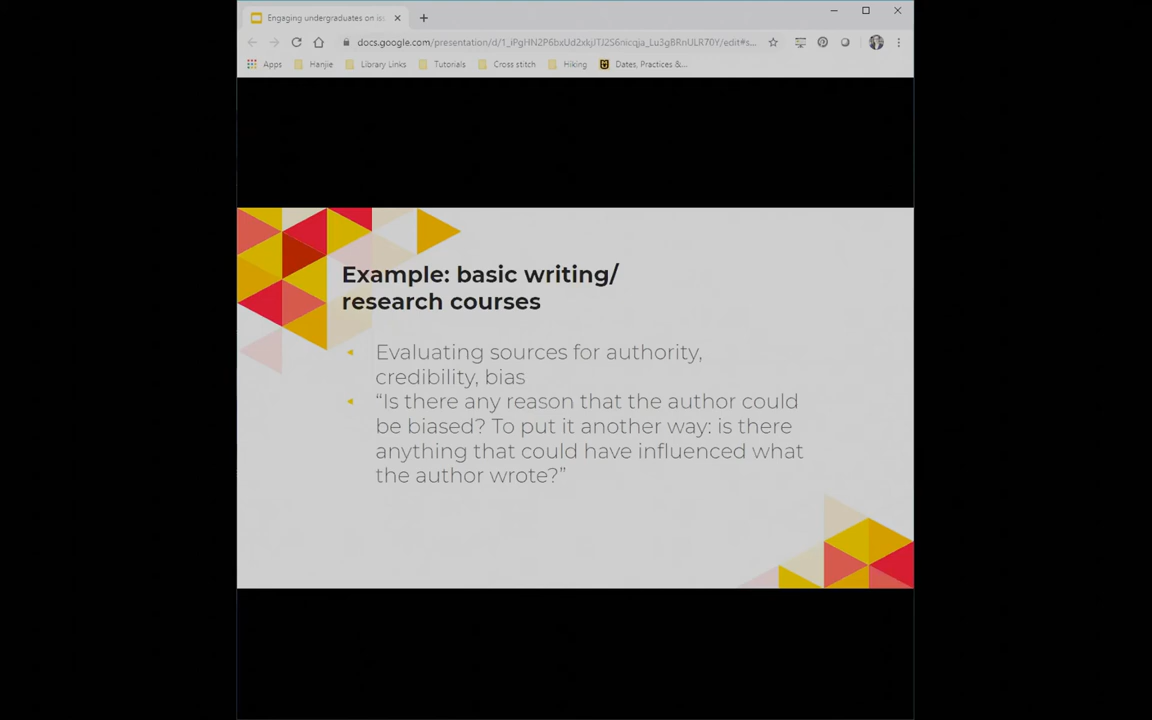 Engaging undergraduates on iss
docs.google.com/presentation/d/1_iPgHN2P6bxUd2xkjiTJ2S6nicqja_Lu3gBRnULR70Y/edit#s...
Apps Hanjie Library Links Tutorials Cross stitch Hiking Dates, Practices &...
Example: basic writing/
research courses
Evaluating sources for authority,
credibility, bias
“Is there any reason that the author could
be biased? To put it another way: is there
anything that could have influenced what
the author wrote?”